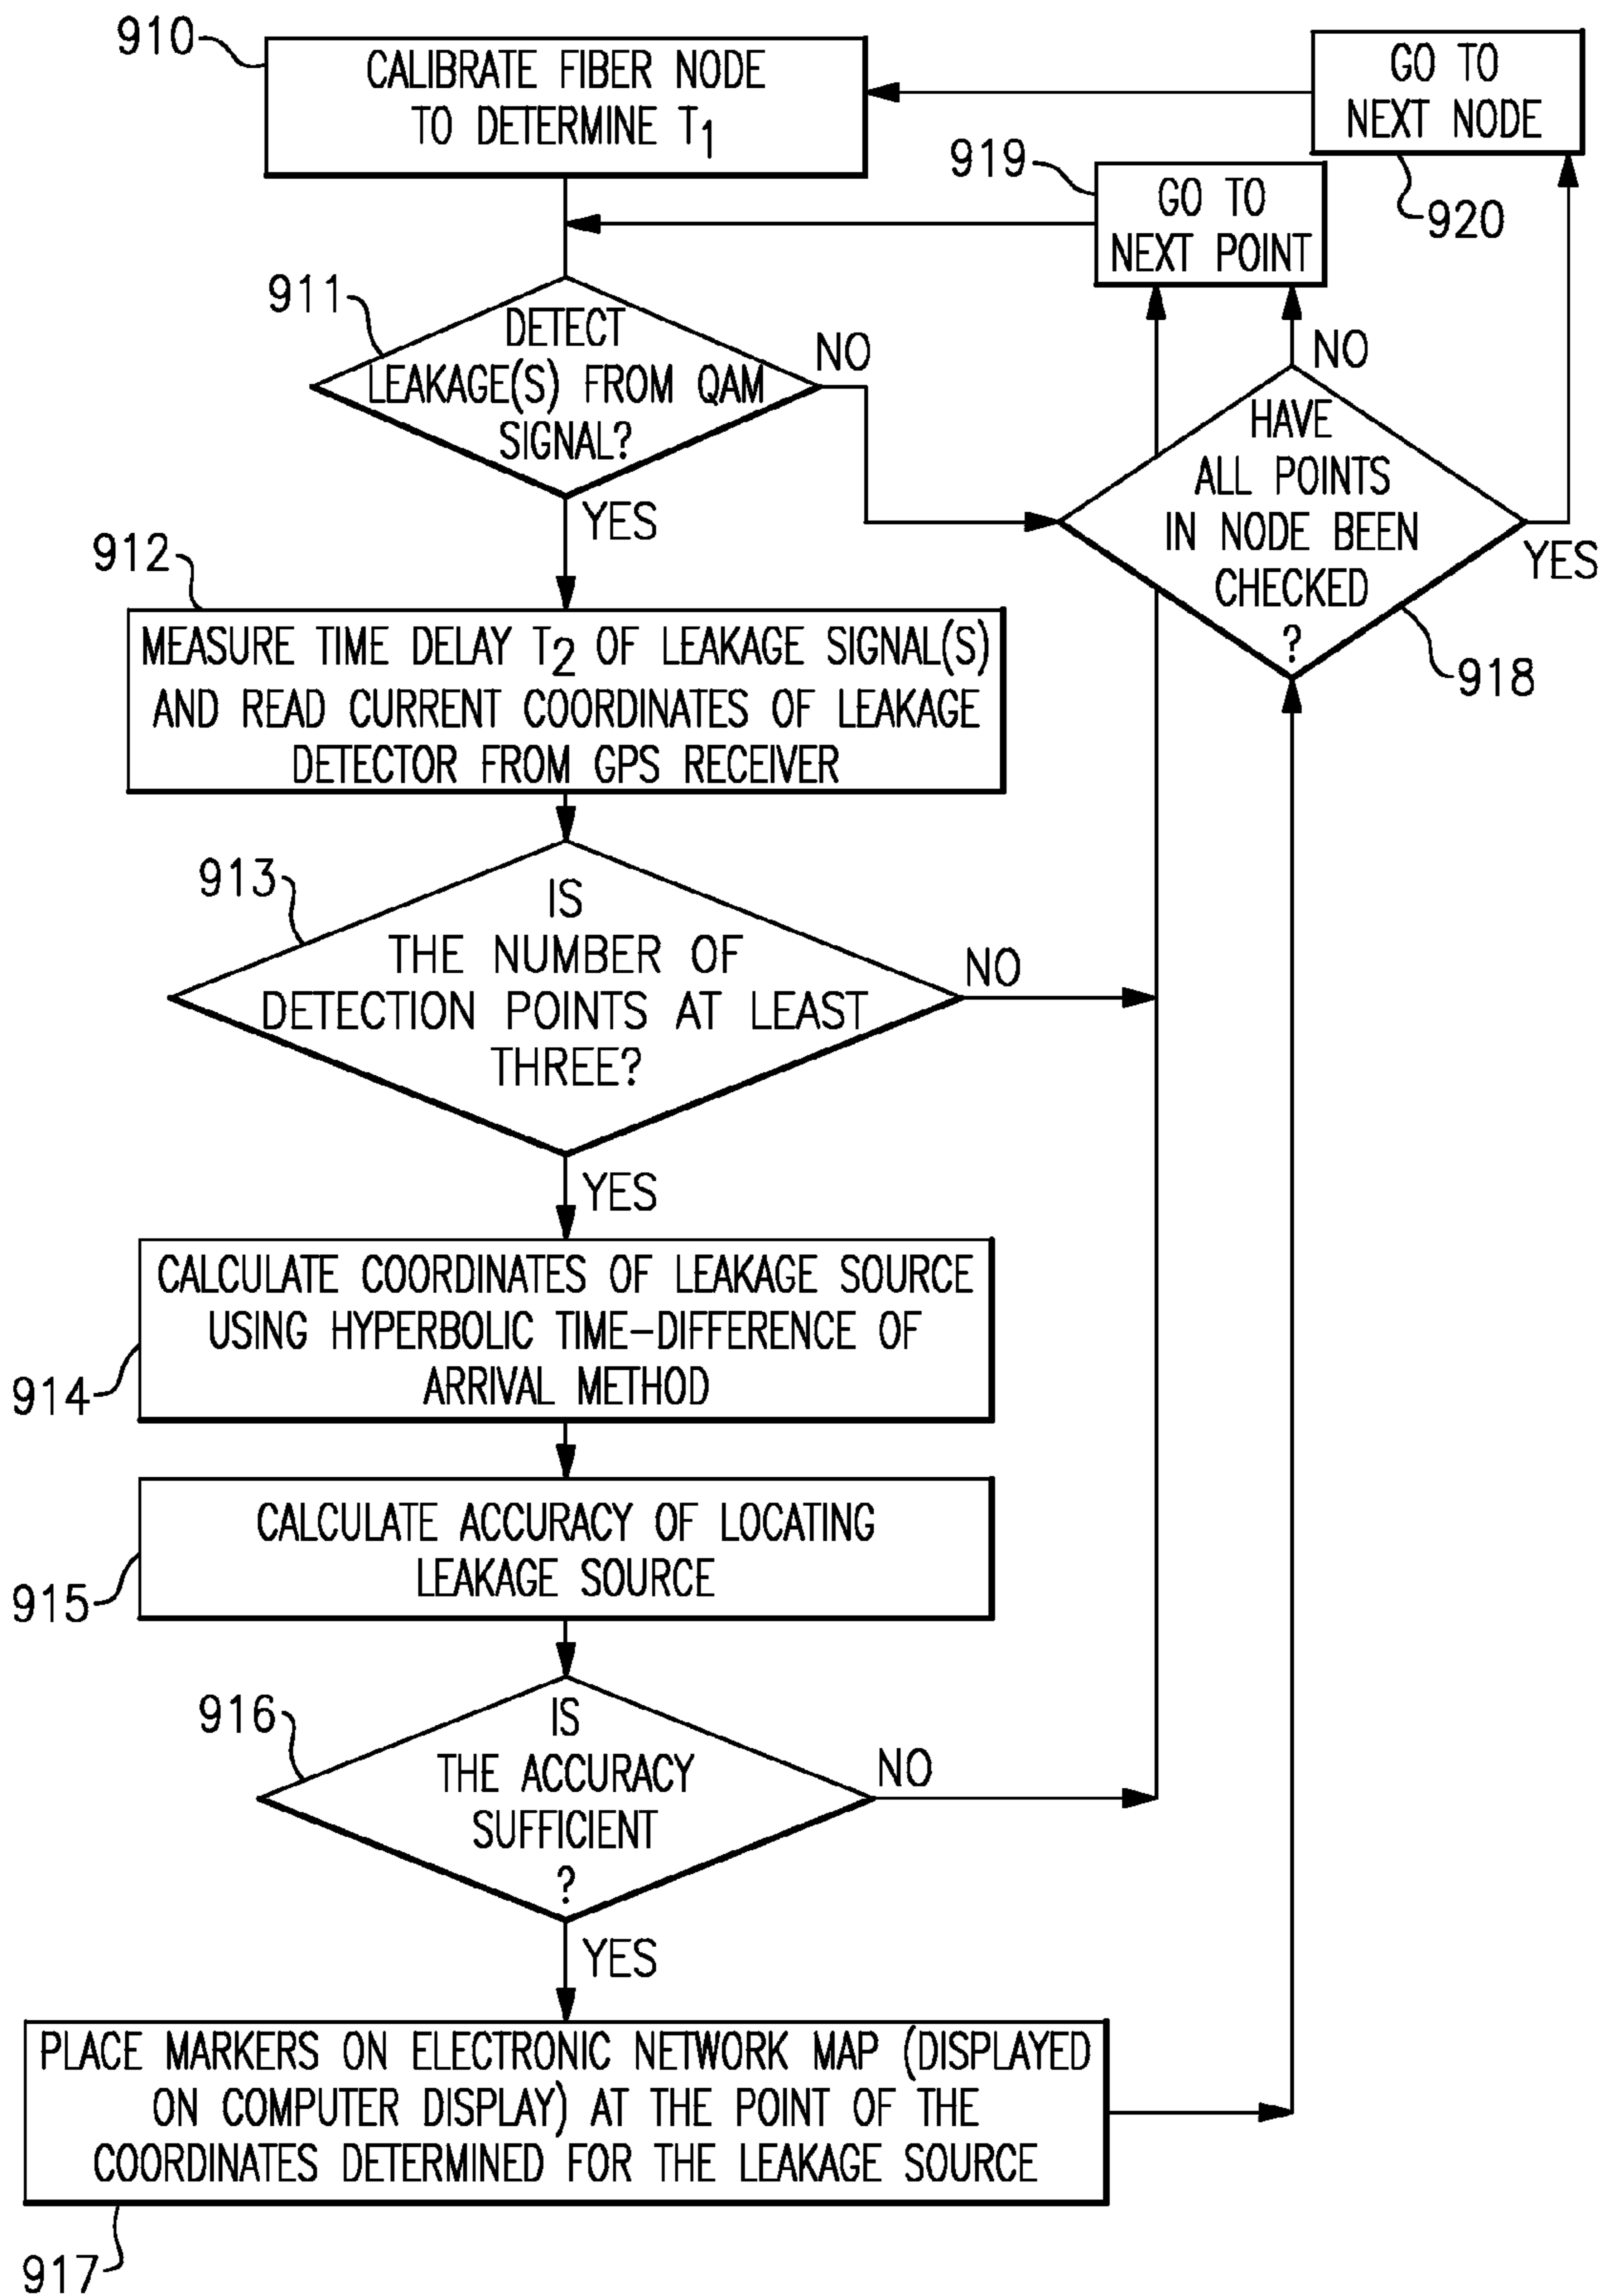 910
CALIBRATE FIBER NODE
TO DETERMINE T1
GO TO
NEXT NODE
920
919
GO TO
NEXT POINT
911
DETECT
LEAKAGE(S) FROM QAM
SIGNAL?
NO
YES
NO
HAVE
ALL POINTS
IN NODE BEEN
CHECKED
?
YES
918
912
MEASURE TIME DELAY T2 OF LEAKAGE SIGNAL(S)
AND READ CURRENT COORDINATES OF LEAKAGE
DETECTOR FROM GPS RECEIVER
913
IS
THE NUMBER OF
DETECTION POINTS AT LEAST
THREE?
NO
YES
CALCULATE COORDINATES OF LEAKAGE SOURCE
USING HYPERBOLIC TIME-DIFFERENCE OF
ARRIVAL METHOD
914
CALCULATE ACCURACY OF LOCATING
LEAKAGE SOURCE
915
916
IS
THE ACCURACY
SUFFICIENT
?
NO
YES
PLACE MARKERS ON ELECTRONIC NETWORK MAP (DISPLAYED
ON COMPUTER DISPLAY) AT THE POINT OF THE
COORDINATES DETERMINED FOR THE LEAKAGE SOURCE
917